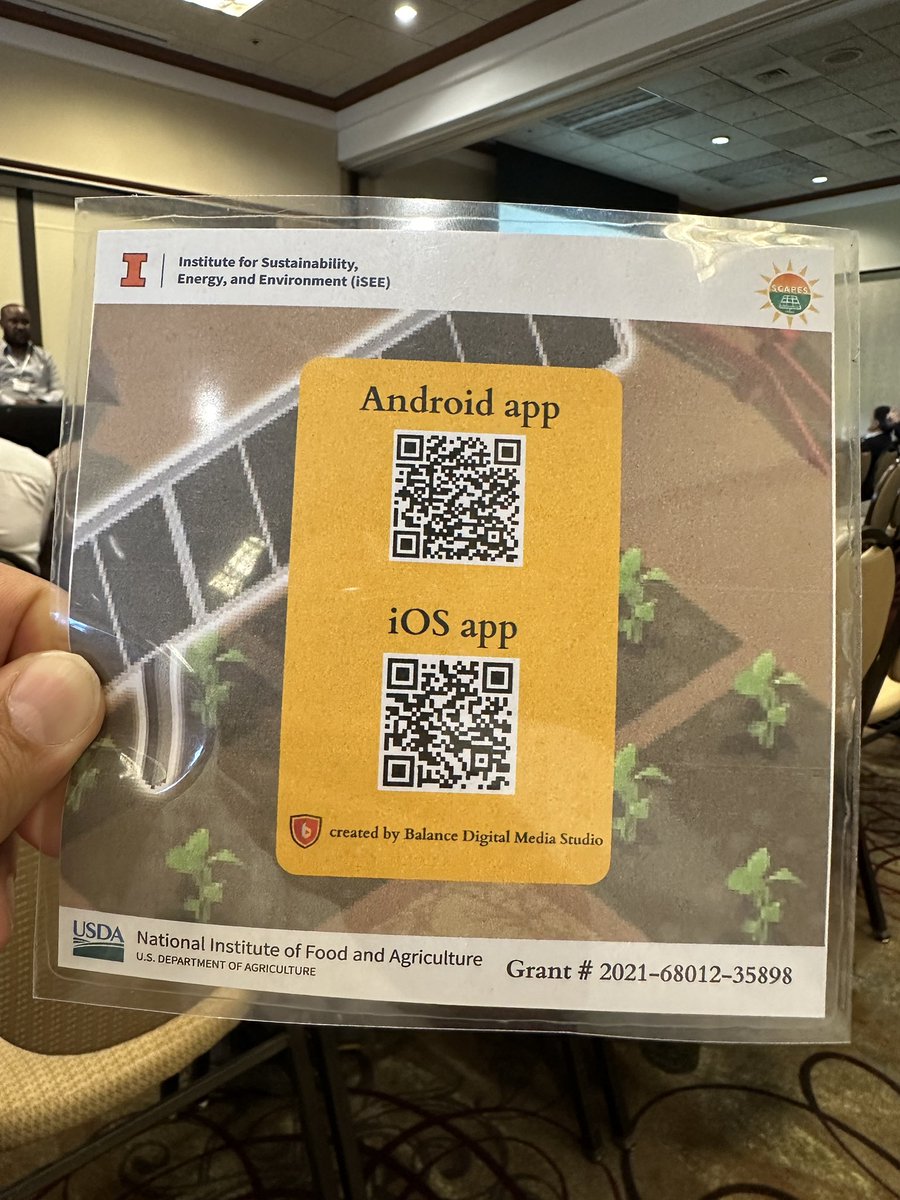 I
Institute for Sustainability,
Energy, and Environment (iSEE)
SCAPES
Android app
iOS app
created by Balance Digital Media Studio
USDA
National Institute of Food and Agriculture
U.S. DEPARTMENT OF AGRICULTURE
Grant # 2021-68012-35898